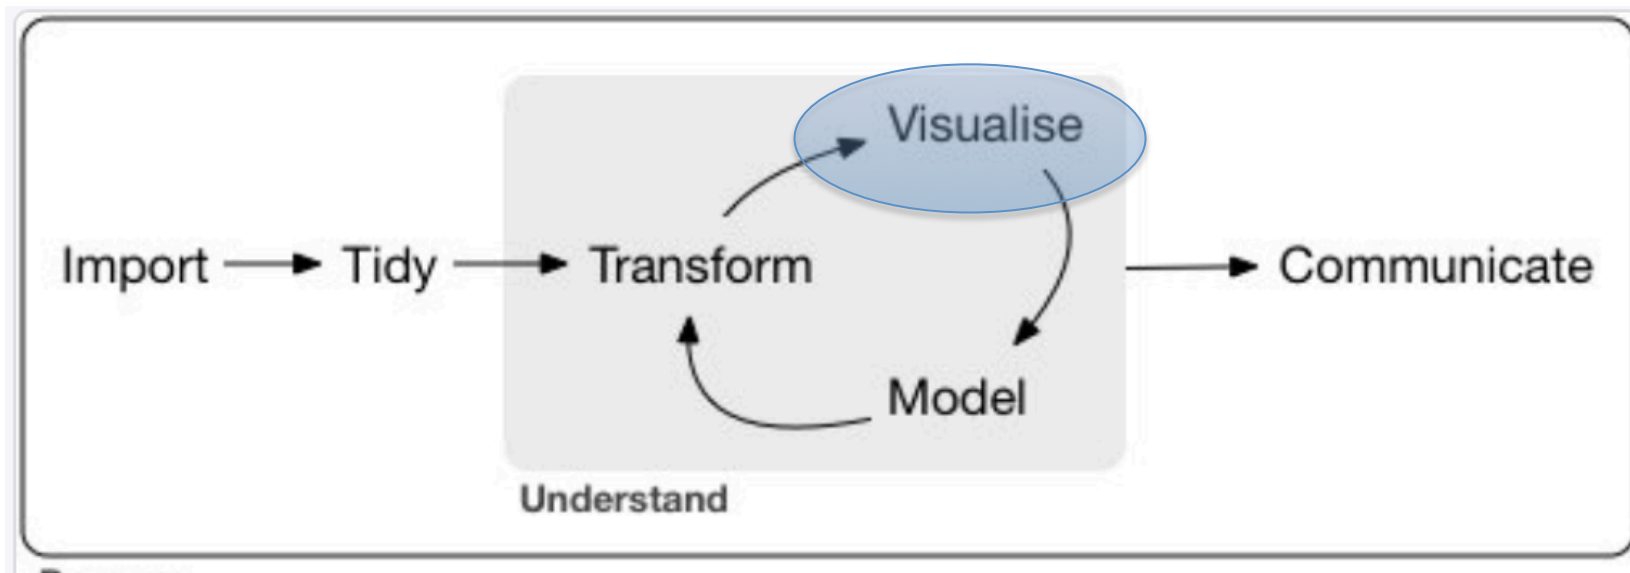 Visualise
Import Tidy Transform Communicate
Model
Understand